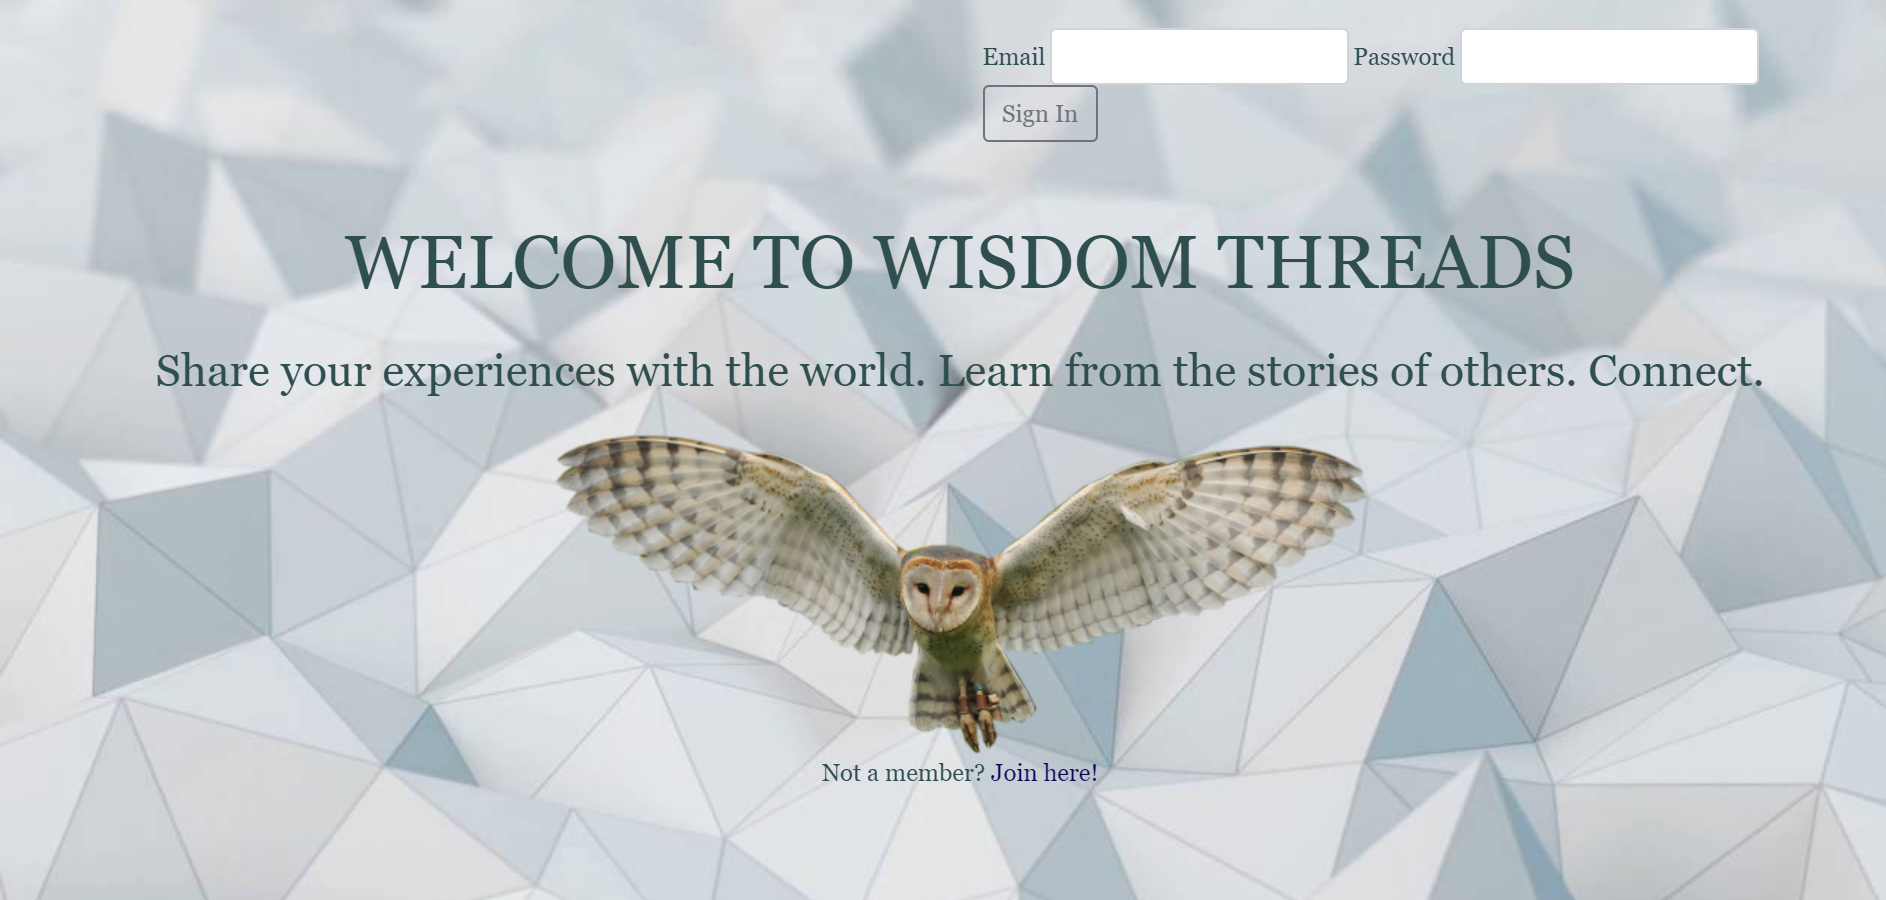 Email Password
Sign In
WELCOME TO WISDOM THREADS
Share your experiences with the world. Learn from the stories of others. Connect.
Not a member? Join here!